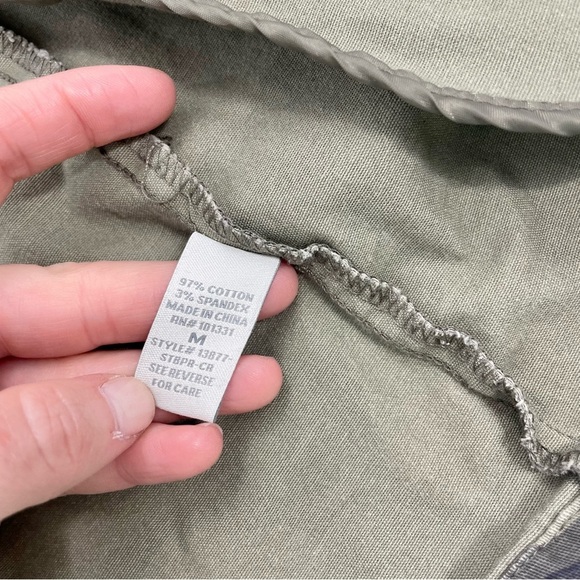 97% COTTON
3% SPANDEX
MADE IN CHINA
RN# 101331
M
STYLE# 13877-
STBPR-CR
SEE REVERSE
FOR CARE